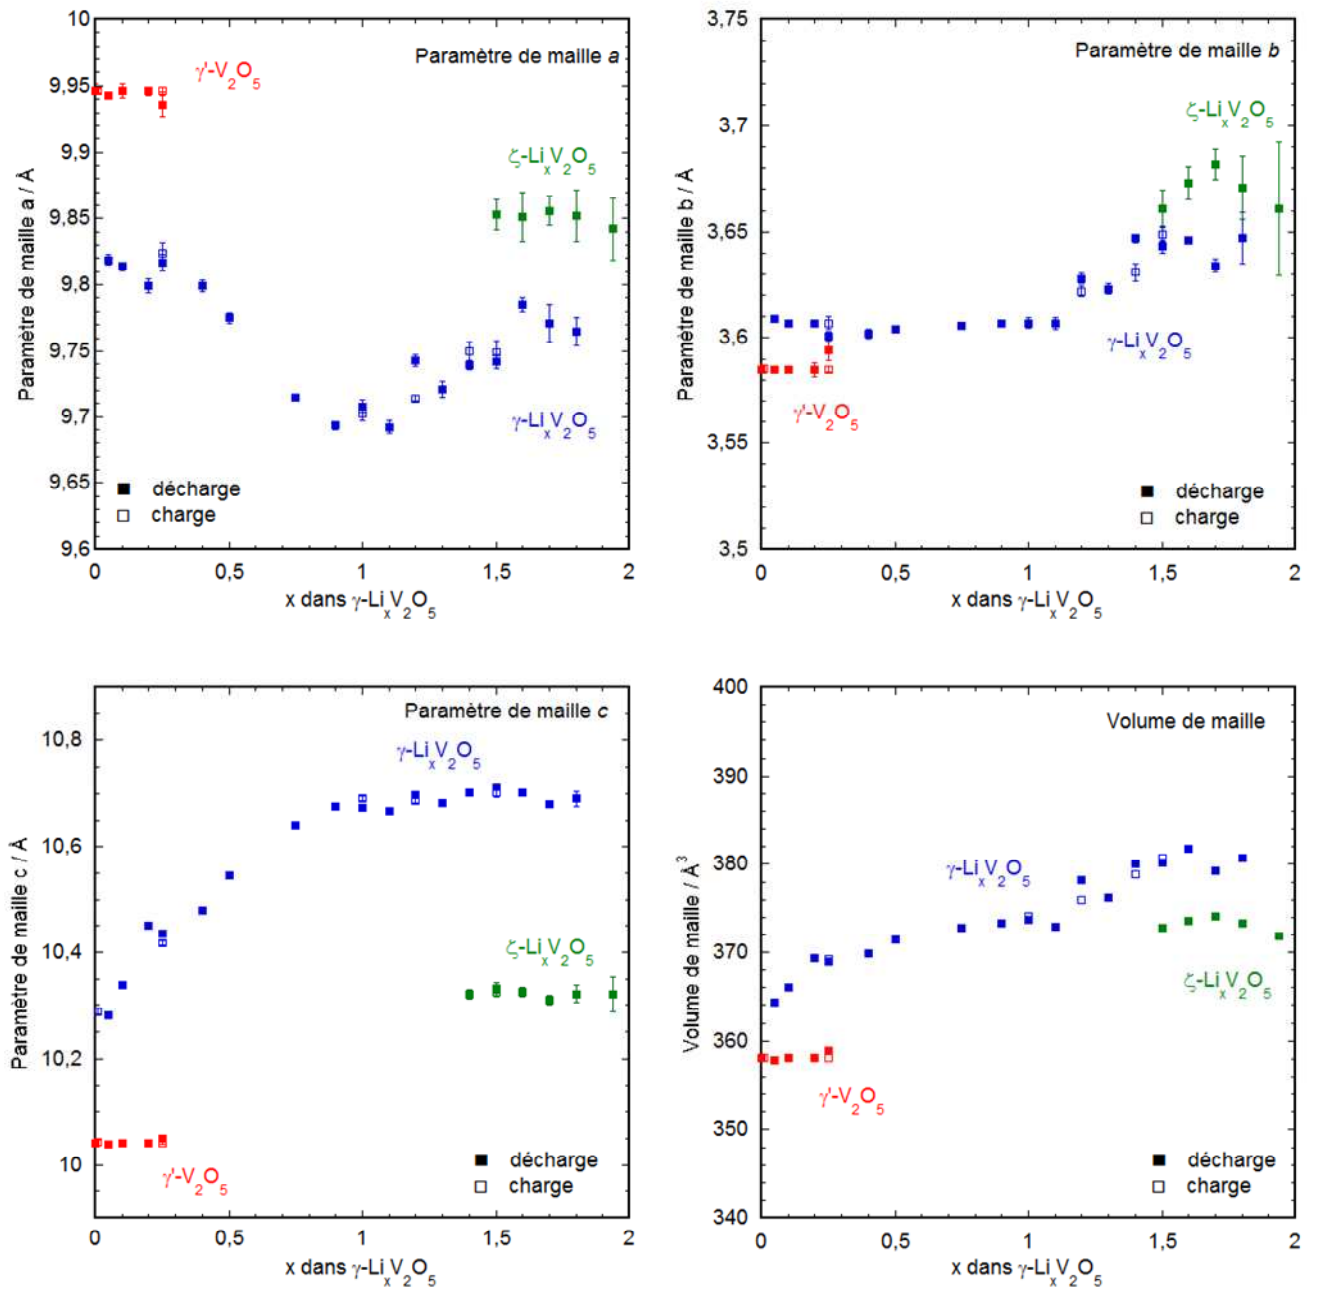 10
9,95
9,9
9,85
9,8
9,75
9,7
9,65
9,6
Paramètre de maille a / Å
Paramètre de maille a
γ'-V2O5
ζ-LixV2O5
γ-LixV2O5
décharge
charge
0
0,5
1
1,5
2
x dans γ-LixV2O5
3,75
3,7
3,65
3,6
3,55
3,5
Paramètre de maille b / Å
Paramètre de maille b
ζ-LixV2O5
γ-LixV2O5
γ'-V2O5
décharge
charge
0
0,5
1
1,5
2
x dans γ-LixV2O5
10,8
10,6
10,4
10,2
10
Paramètre de maille c / Å
Paramètre de maille c
γ-LixV2O5
ζ-LixV2O5
γ'-V2O5
décharge
charge
0
0,5
1
1,5
2
x dans γ-LixV2O5
400
390
380
370
360
350
340
Volume de maille / Å3
Volume de maille
γ-LixV2O5
ζ-LixV2O5
γ'-V2O5
décharge
charge
0
0,5
1
1,5
2
x dans γ-LixV2O5